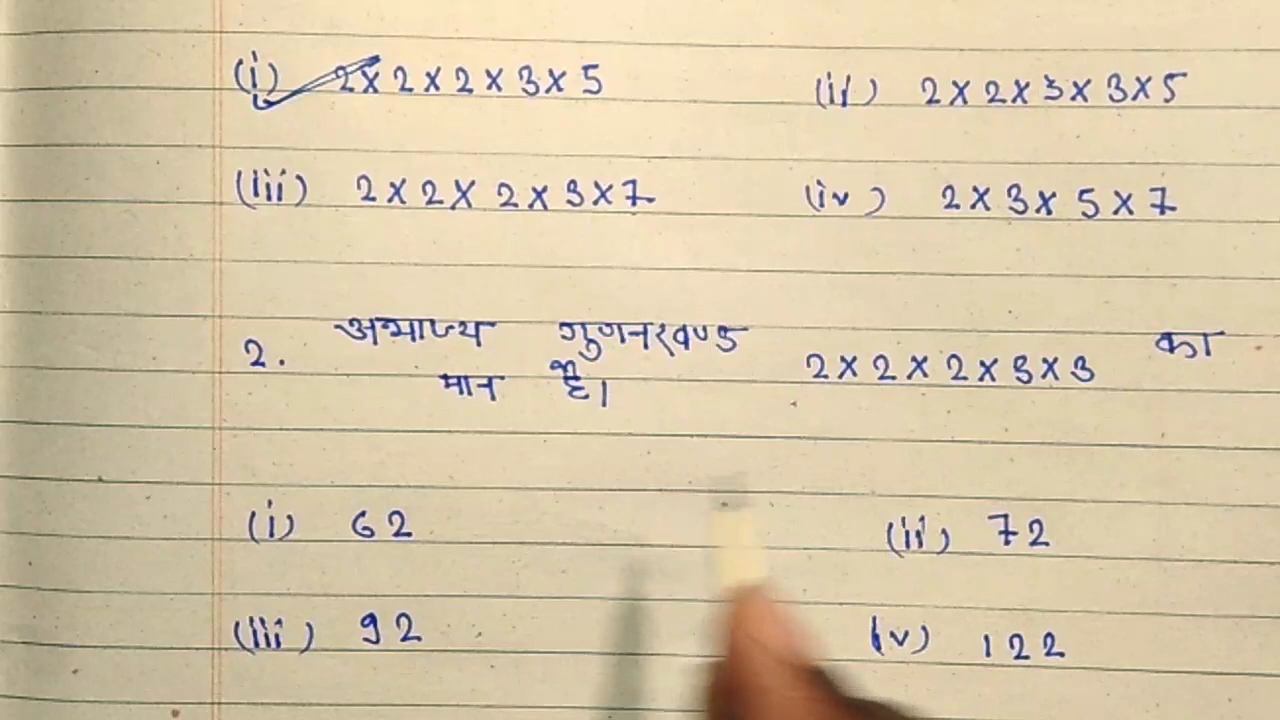 (i) 2 x 2 x 2 x 3 x 5 (ii) 2 x 2 x 3 x 3 x 5
(iii) 2 x 2 x 2 x 3 x 7 (iv) 2 x 3 x 5 x 7
2. अभाज्य गुणनखण्ड 2 x 2 x 2 x 3 x 3 का
मान है।
(i) 62 (ii) 72
(iii) 92 (iv) 122